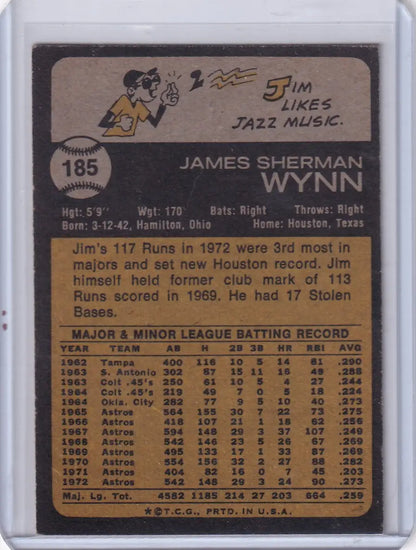 JIM
LIKES
JAZZ MUSIC.
185
JAMES SHERMAN
WYNN
Hgt: 5'9" Wgt: 170 Bats: Right Throws: Right
Born: 3-12-42, Hamilton, Ohio Home: Houston, Texas
Jim's 117 Runs in 1972 were 3rd most in
majors and set new Houston record. Jim
himself held former club mark of 113
Runs scored in 1969. He had 17 Stolen
Bases.
MAJOR & MINOR LEAGUE BATTING RECORD
YEAR TEAM AB H 2B 3B HR RBI AVG
1962 Tampa 400 116 10 5 14 81 .290
1963 S. Antonio 302 87 15 11 16 49 .288
1963 Colt .45's 250 61 10 5 4 27 .244
1964 Colt .45's 219 49 7 0 5 18 .224
1964 Okla. City 282 77 9 5 10 40 .273
1965 Astros 564 155 30 7 22 73 .275
1966 Astros 418 107 21 1 18 62 .256
1967 Astros 594 148 29 3 37 107 .249
1968 Astros 542 146 23 5 26 67 .269
1969 Astros 495 133 17 1 33 87 .269
1970 Astros 554 156 32 2 27 88 .282
1971 Astros 404 82 16 0 7 45 .203
1972 Astros 542 148 29 3 24 90 .273
Maj. Lg. Tot. 4582 1185 214 27 203 664 .259
*©T.C.G., PRTD. IN U.S.A.